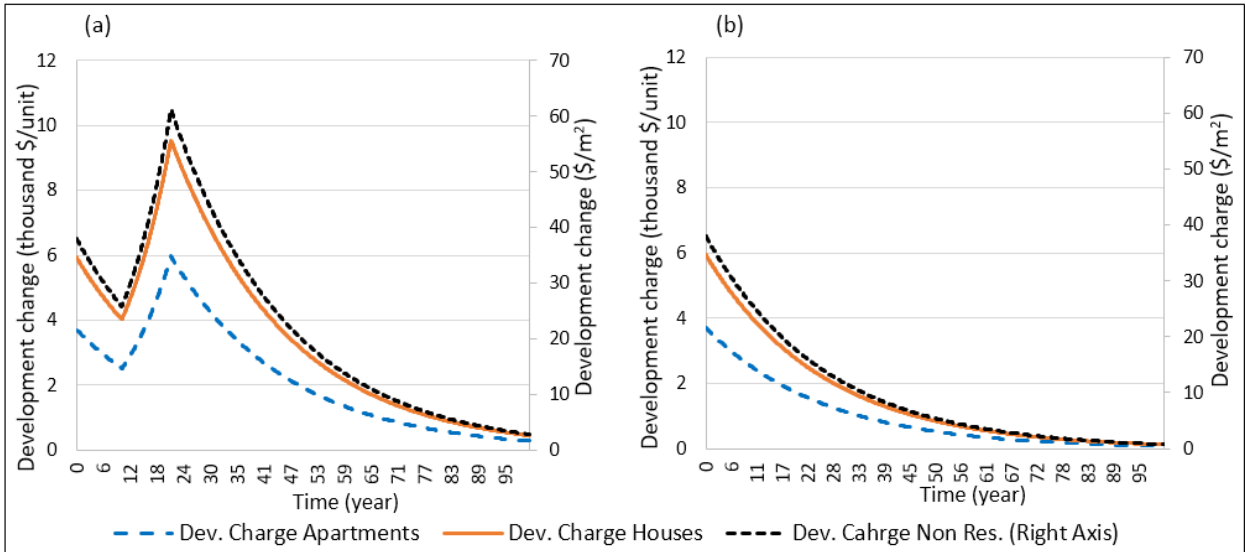 (a)
Development change (thousand $/unit)
12
10
8
6
4
2
0
70
60
50
40
30
20
10
0
Development charge ($/m²)
0 6 12 18 24 30 35 41 47 53 59 65 71 77 83 89 95
Time (year)
(b)
Development charge (thousand $/unit)
12
10
8
6
4
2
0
70
60
50
40
30
20
10
0
Development charge ($/m²)
0 6 11 17 22 28 33 39 45 50 56 61 67 72 78 84 89 95
Time (year)
Dev. Charge Apartments Dev. Charge Houses Dev. Cahrge Non Res. (Right Axis)